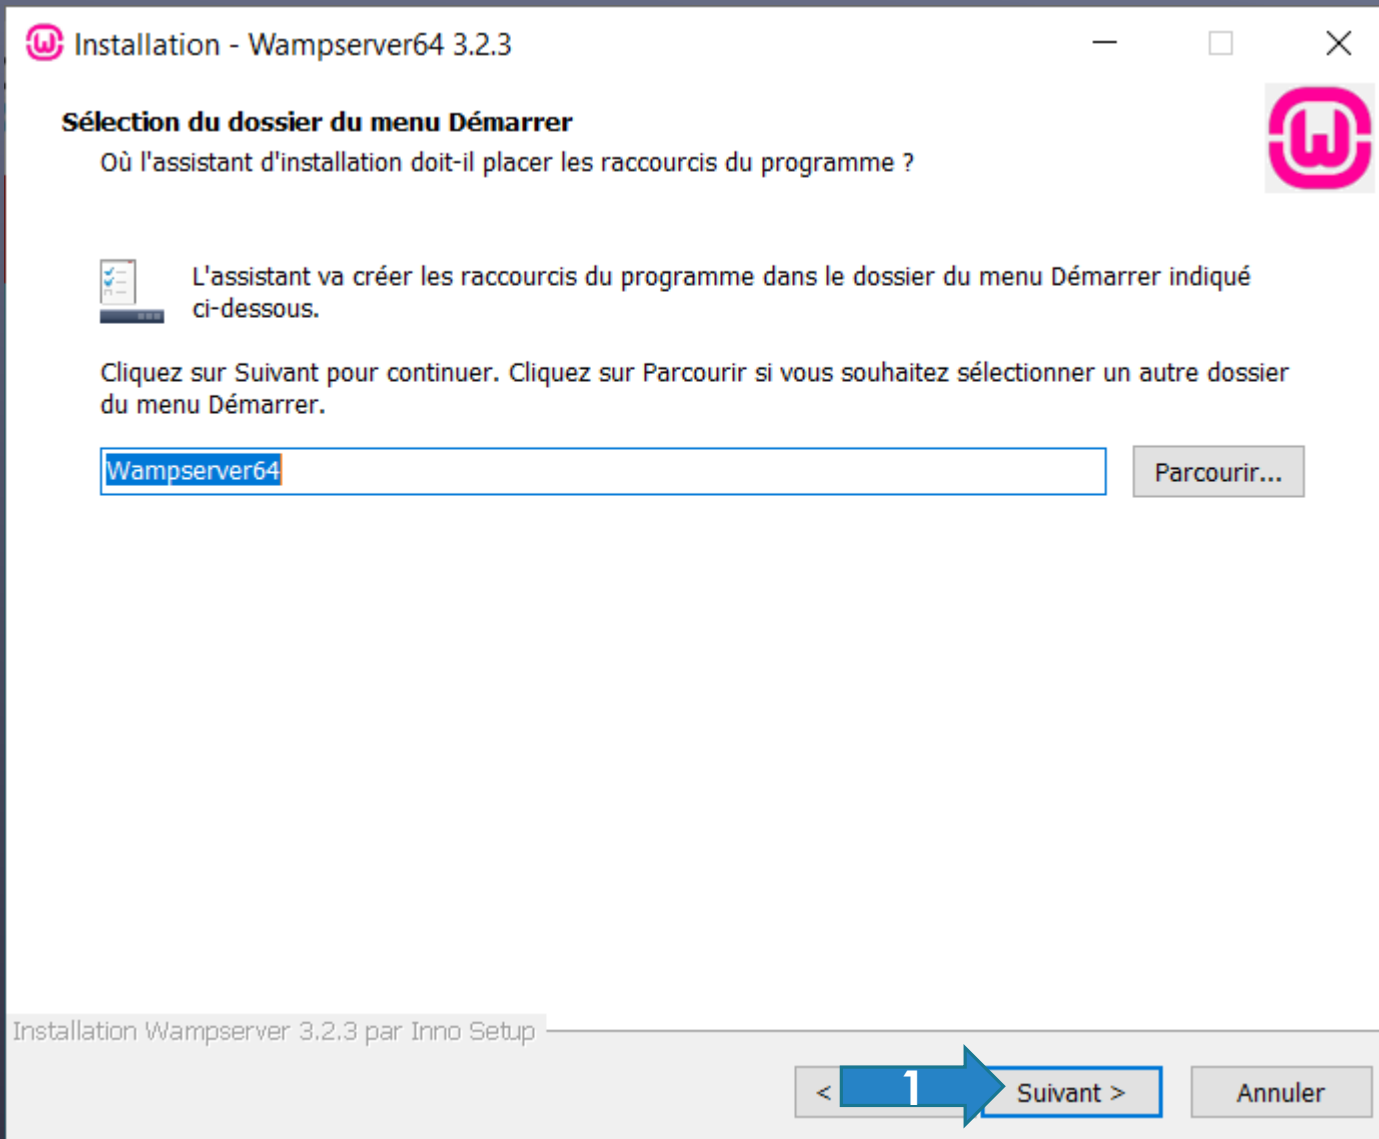 Installation - Wampserver64 3.2.3
Sélection du dossier du menu Démarrer
Où l'assistant d'installation doit-il placer les raccourcis du programme ?
L'assistant va créer les raccourcis du programme dans le dossier du menu Démarrer indiqué
ci-dessous.
Cliquez sur Suivant pour continuer. Cliquez sur Parcourir si vous souhaitez sélectionner un autre dossier
du menu Démarrer.
Wampserver64
Parcourir...
Installation Wampserver 3.2.3 par Inno Setup
<
1
Suivant >
Annuler